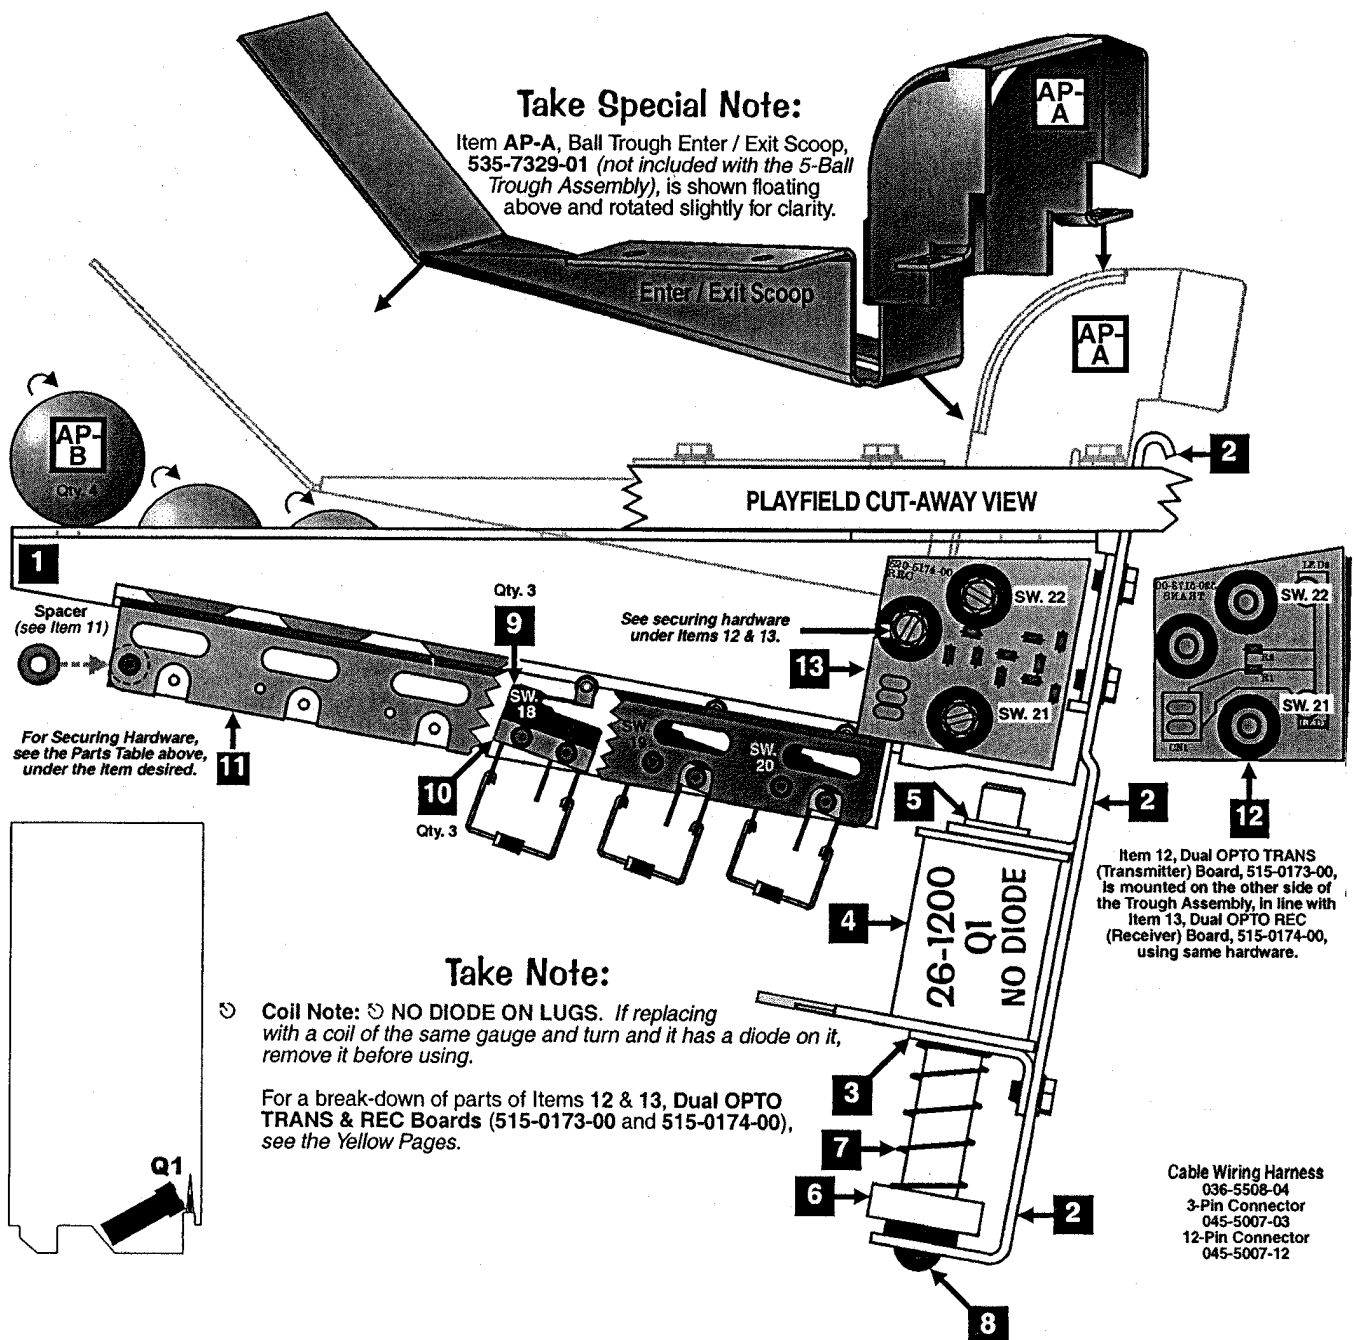 Take Special Note:
Item AP-A, Ball Trough Enter / Exit Scoop,
535-7329-01 (not included with the 5-Ball
Trough Assembly), is shown floating
above and rotated slightly for clarity.
AP-
A
Enter / Exit Scoop
AP-
A
AP-
B
Qty. 4
2
PLAYFIELD CUT-AWAY VIEW
1
Spacer
(see Item 11)
Qty. 3
9
SW.
18
SW.
19
SW.
20
See securing hardware
under Items 12 & 13.
13
REC
SW. 22
SW. 21
SW. 22
SW. 21
TRANS
CN1
12
For Securing Hardware,
see the Parts Table above,
under the item desired.
11
10
Qty. 3
5
2
Item 12, Dual OPTO TRANS
(Transmitter) Board, 515-0173-00,
is mounted on the other side of
the Trough Assembly, in line with
Item 13, Dual OPTO REC
(Receiver) Board, 515-0174-00,
using same hardware.
4
26-1200
Q1
NO DIODE
Take Note:
Coil Note: NO DIODE ON LUGS. If replacing
with a coil of the same gauge and turn and it has a diode on it,
remove it before using.
For a break-down of parts of Items 12 & 13, Dual OPTO
TRANS & REC Boards (515-0173-00 and 515-0174-00),
see the Yellow Pages.
3
7
6
2
8
Q1
Cable Wiring Harness
036-5508-04
3-Pin Connector
045-5007-03
12-Pin Connector
045-5007-12